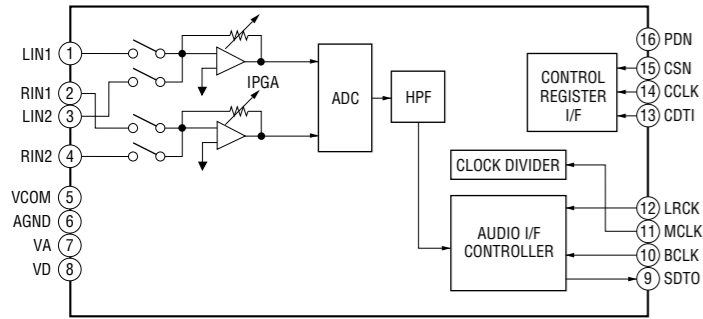 LIN1 1
RIN1 2
LIN2 3
RIN2 4
VCOM 5
AGND 6
VA 7
VD 8
IPGA
ADC
HPF
CONTROL
REGISTER
I/F
CLOCK DIVIDER
AUDIO I/F
CONTROLLER
16 PDN
15 CSN
14 CCLK
13 CDTI
12 LRCK
11 MCLK
10 BCLK
9 SDTO